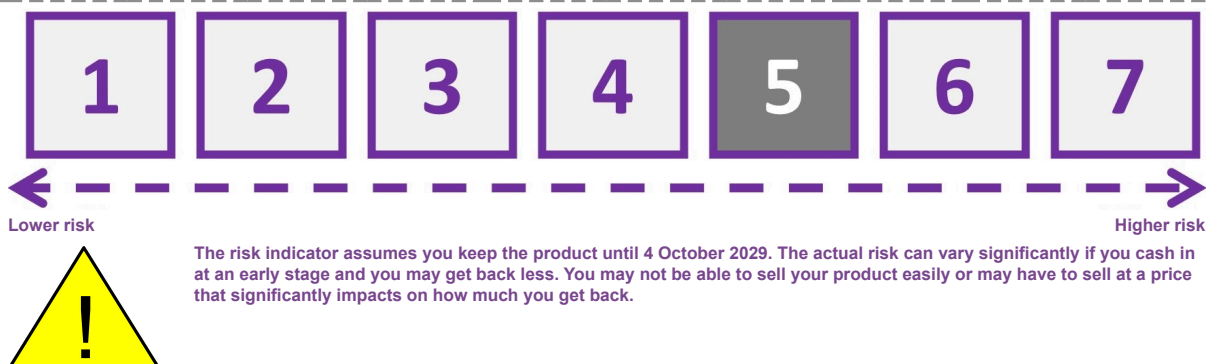 1 2 3 4 5 6 7
Lower risk Higher risk
The risk indicator assumes you keep the product until 4 October 2029. The actual risk can vary significantly if you cash in
at an early stage and you may get back less. You may not be able to sell your product easily or may have to sell at a price
that significantly impacts on how much you get back.
!